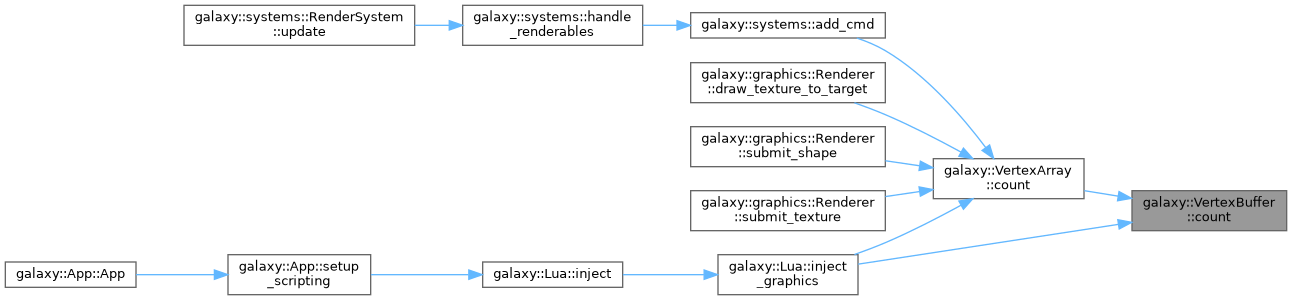 galaxy::systems::RenderSystem
::update
galaxy::systems::handle
_renderables
galaxy::systems::add_cmd
galaxy::graphics::Renderer
::draw_texture_to_target
galaxy::graphics::Renderer
::submit_shape
galaxy::graphics::Renderer
::submit_texture
galaxy::VertexArray
::count
galaxy::VertexBuffer
::count
galaxy::App::App
galaxy::App::setup
_scripting
galaxy::Lua::inject
galaxy::Lua::inject
_graphics